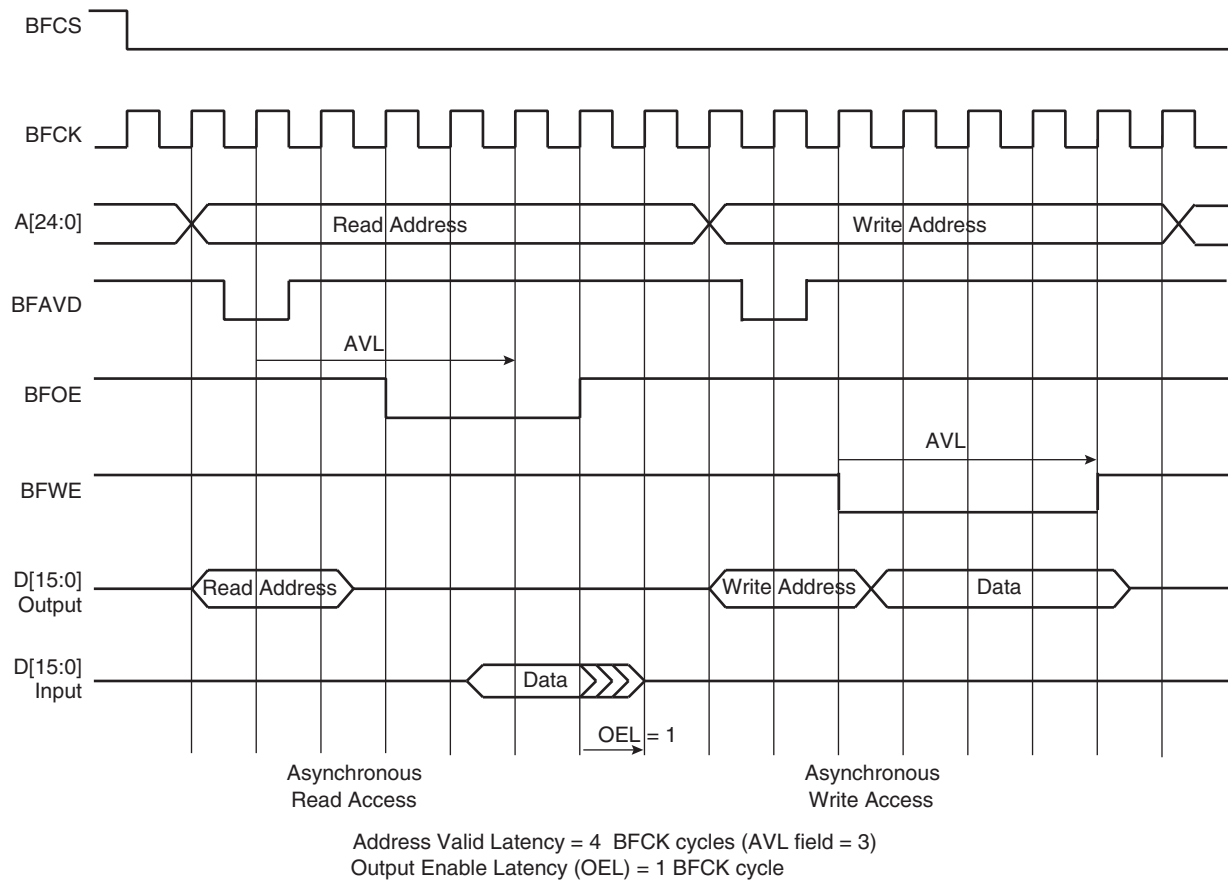 BFCS
BFCK
A[24:0]
Read Address
Write Address
BFAVD
AVL
BFOE
AVL
BFWE
D[15:0]
Output
Read Address
Write Address
Data
D[15:0]
Input
Data
OEL = 1
Asynchronous
Read Access
Asynchronous
Write Access
Address Valid Latency = 4 BFCK cycles (AVL field = 3)
Output Enable Latency (OEL) = 1 BFCK cycle